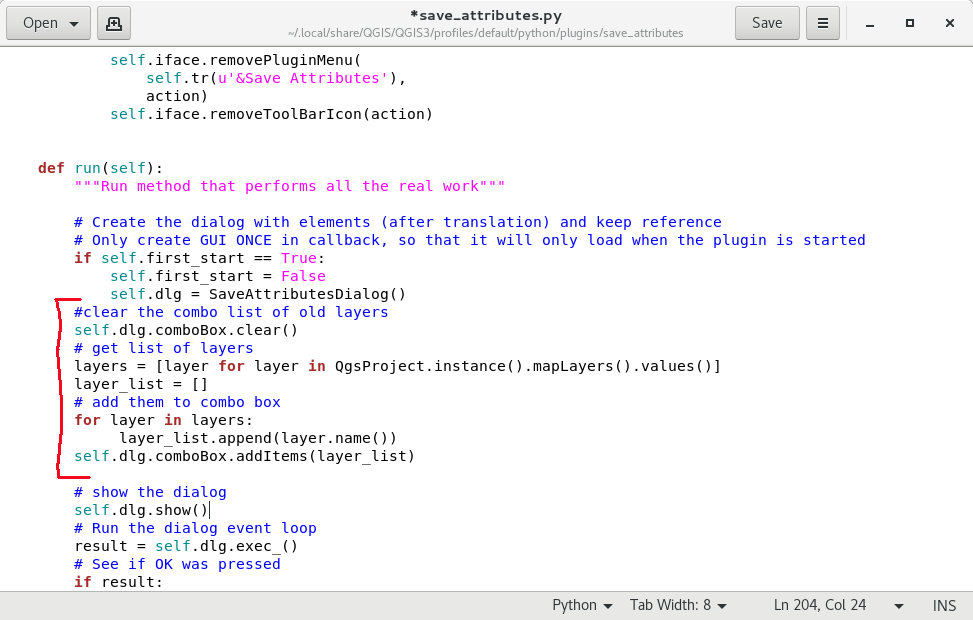 Open
*save_attributes.py
~/.local/share/QGIS/QGIS3/profiles/default/python/plugins/save_attributes
Save
            self.iface.removePluginMenu(
                self.tr(u'&Save Attributes'),
                action)
            self.iface.removeToolBarIcon(action)
    def run(self):
        """Run method that performs all the real work"""
        # Create the dialog with elements (after translation) and keep reference
        # Only create GUI ONCE in callback, so that it will only load when the plugin is started
        if self.first_start == True:
            self.first_start = False
            self.dlg = SaveAttributesDialog()
        #clear the combo list of old layers
        self.dlg.comboBox.clear()
        # get list of layers
        layers = [layer for layer in QgsProject.instance().mapLayers().values()]
        layer_list = []
        # add them to combo box
        for layer in layers:
             layer_list.append(layer.name())
        self.dlg.comboBox.addItems(layer_list)
        # show the dialog
        self.dlg.show()
        # Run the dialog event loop
        result = self.dlg.exec_()
        # See if OK was pressed
        if result:
Python Tab Width: 8 Ln 204, Col 24 INS